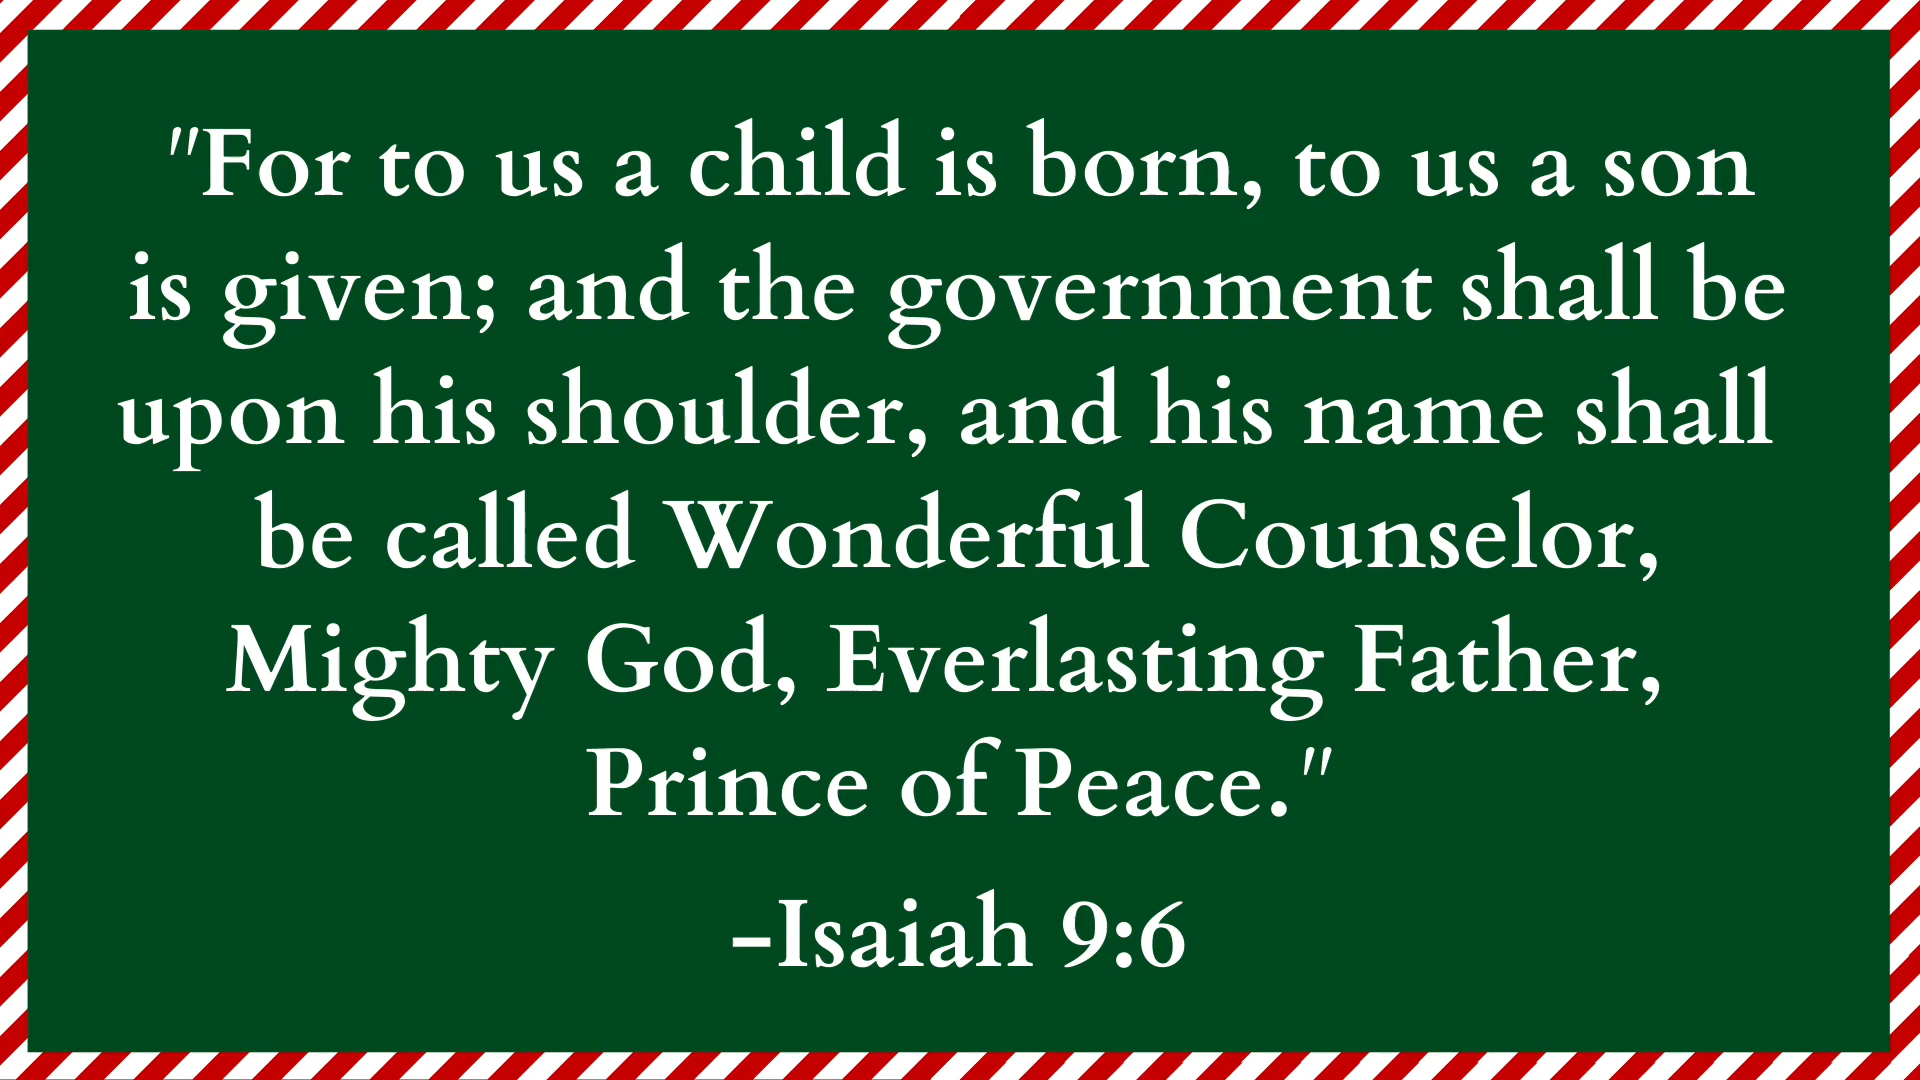 "For to us a child is born, to us a son
is given; and the government shall be
upon his shoulder, and his name shall
be called Wonderful Counselor,
Mighty God, Everlasting Father,
Prince of Peace."
-Isaiah 9:6